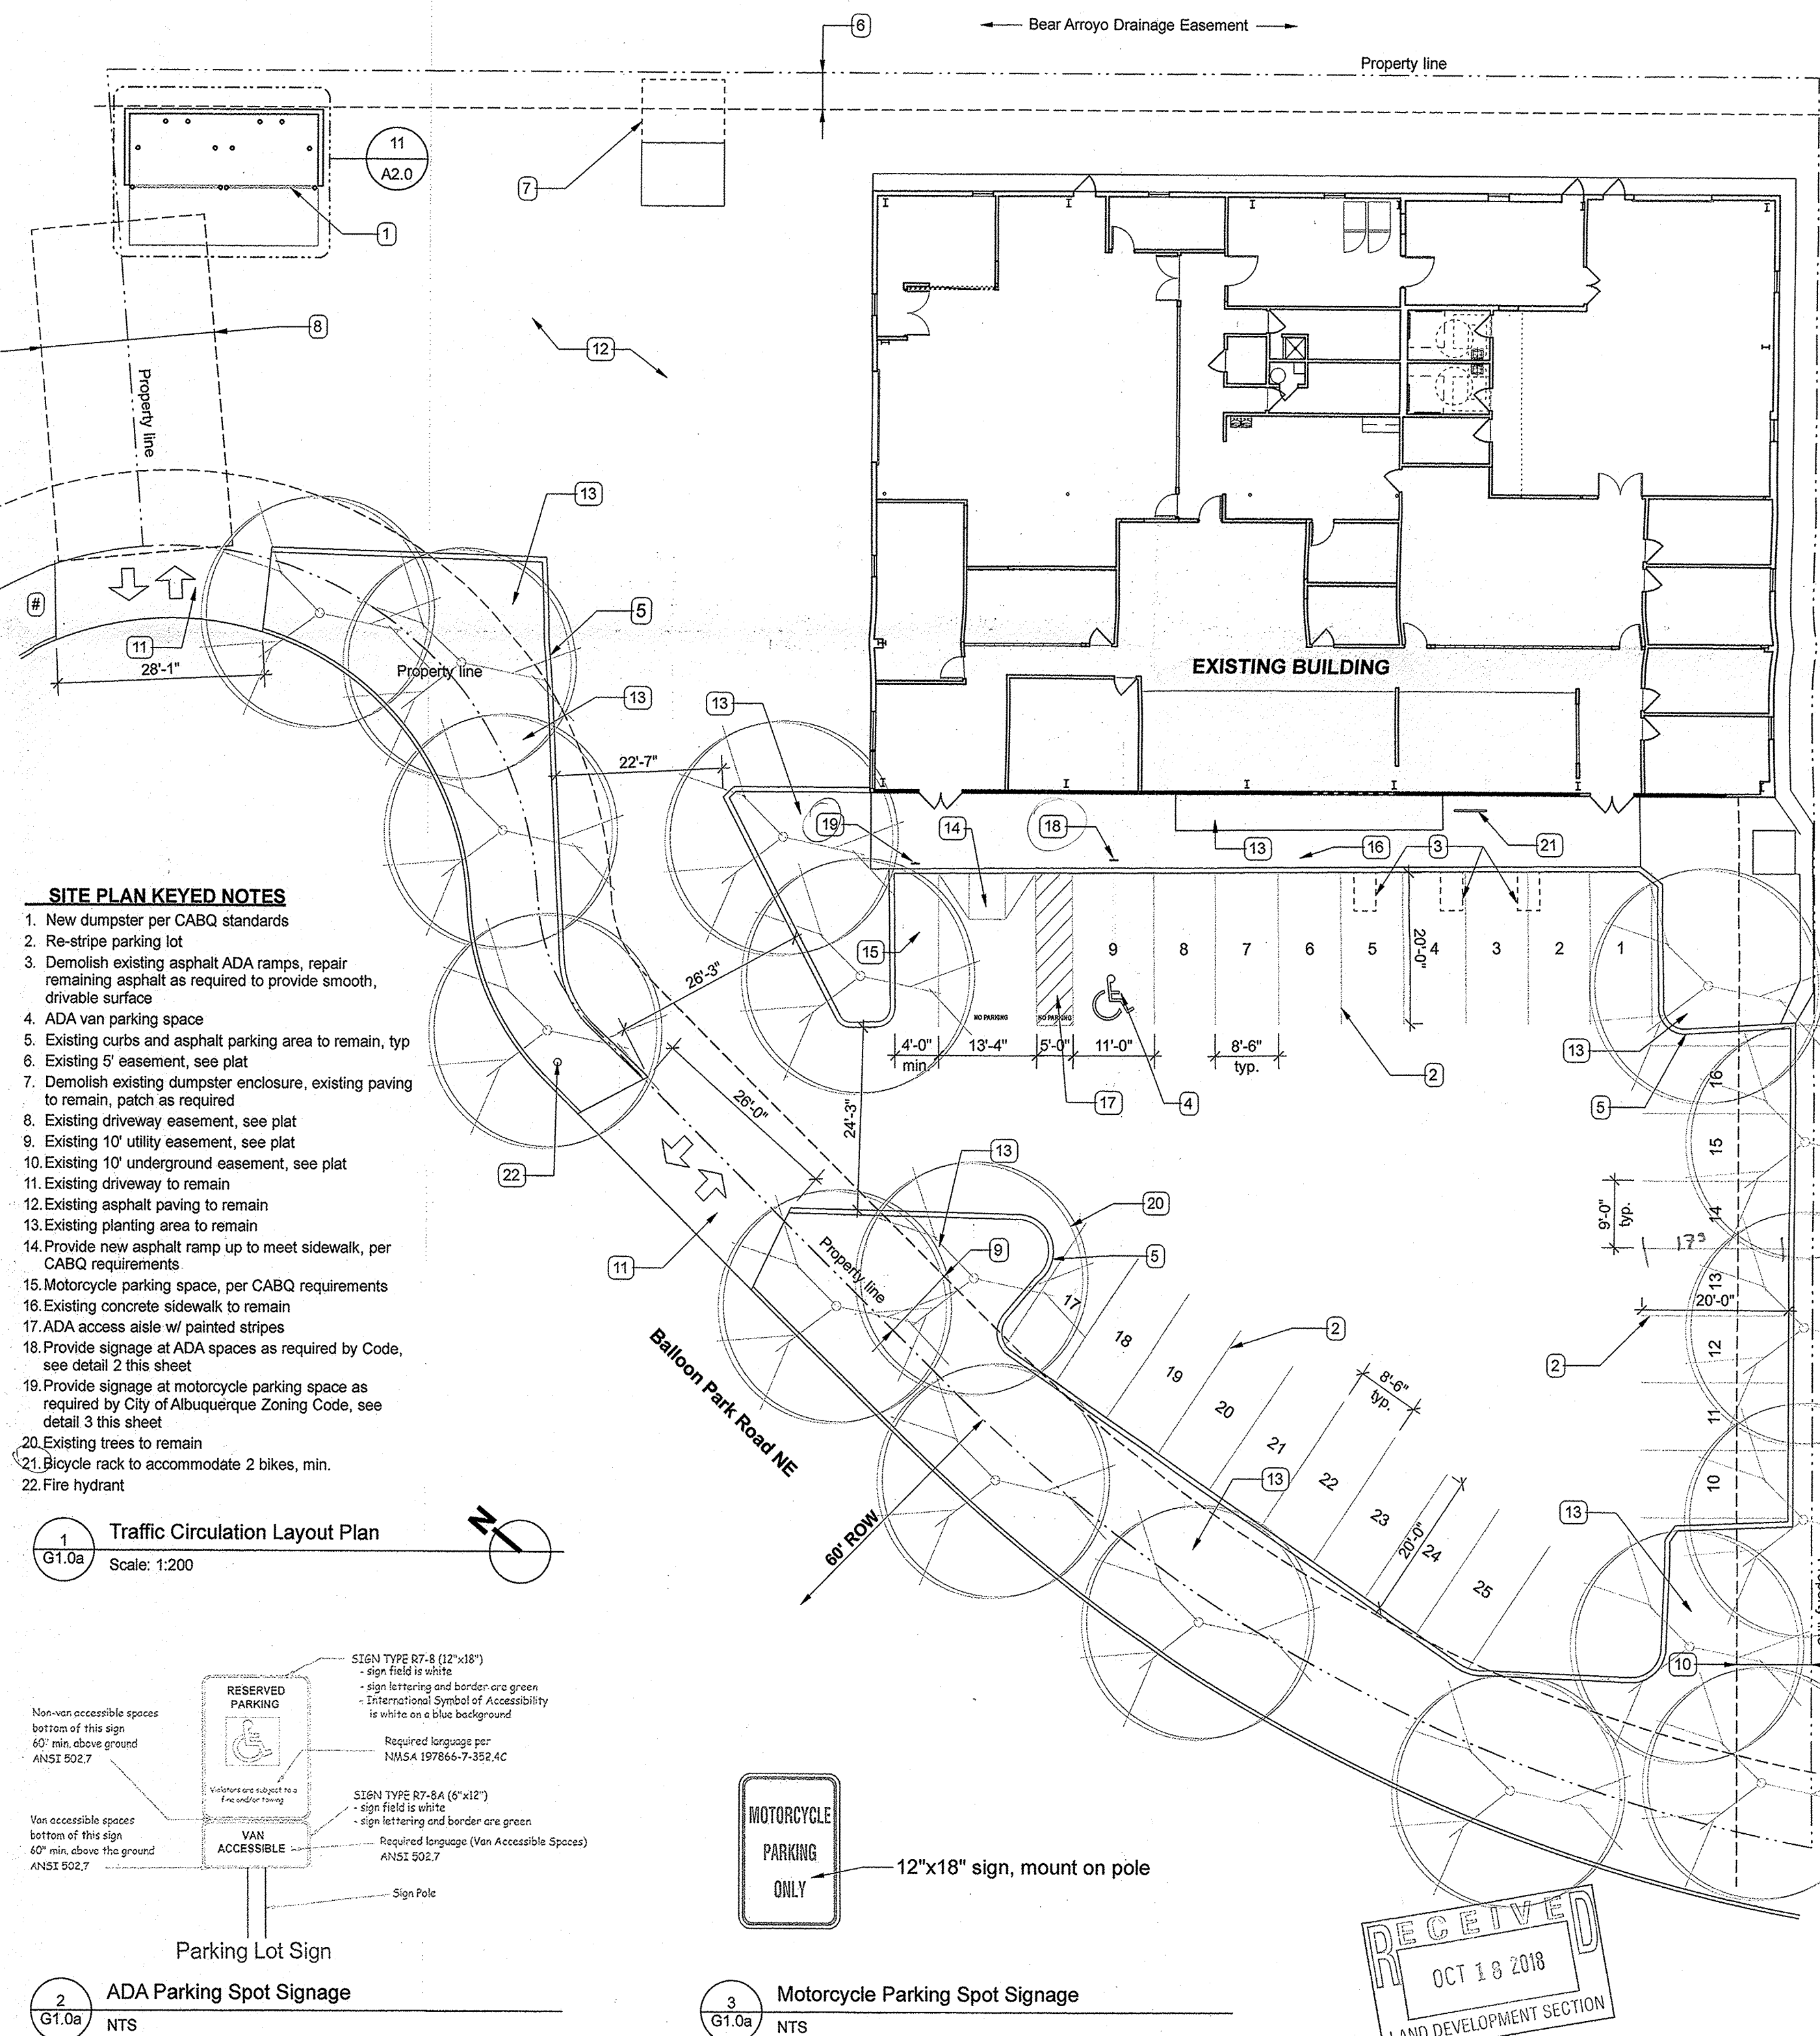 6
← Bear Arroyo Drainage Easement →
Property line
11
A2.0
7
1
8
12
Property line
13
#
5
11
28'-1"
Property line
13
13
22'-7"
EXISTING BUILDING
19
14
18
13
16
3
21
15
26'-3"
9
8
7
6
5
4
3
2
1
20'-0"
NO PARKING
NO PARKING
4'-0"
min
13'-4"
5'-0"
11'-0"
8'-6"
typ.
13
2
5
17
4
24'-3"
26'-0"
22
16
15
14
13
12
11
10
9'-0"
typ.
17³
20'-0"
2
13
20
9
5
11
Property line
17
18
19
20
21
22
23
24
25
2
8'-6"
typ.
20'-0"
13
13
10
Balloon Park Road NE
60' ROW
SITE PLAN KEYED NOTES
1. New dumpster per CABQ standards
2. Re-stripe parking lot
3. Demolish existing asphalt ADA ramps, repair
remaining asphalt as required to provide smooth,
drivable surface
4. ADA van parking space
5. Existing curbs and asphalt parking area to remain, typ
6. Existing 5' easement, see plat
7. Demolish existing dumpster enclosure, existing paving
to remain, patch as required
8. Existing driveway easement, see plat
9. Existing 10' utility easement, see plat
10. Existing 10' underground easement, see plat
11. Existing driveway to remain
12. Existing asphalt paving to remain
13. Existing planting area to remain
14. Provide new asphalt ramp up to meet sidewalk, per
CABQ requirements
15. Motorcycle parking space, per CABQ requirements
16. Existing concrete sidewalk to remain
17. ADA access aisle w/ painted stripes
18. Provide signage at ADA spaces as required by Code,
see detail 2 this sheet
19. Provide signage at motorcycle parking space as
required by City of Albuquerque Zoning Code, see
detail 3 this sheet
20. Existing trees to remain
21. Bicycle rack to accommodate 2 bikes, min.
22. Fire hydrant
1
G1.0a
Traffic Circulation Layout Plan
Scale: 1:200
N
SIGN TYPE R7-8 (12"x18")
- sign field is white
- sign lettering and border are green
- International Symbol of Accessibility
is white on a blue background
RESERVED
PARKING
Non-van accessible spaces
bottom of this sign
60" min. above ground
ANSI 502.7
Required language per
NMSA 197866-7-352.4C
Violators are subject to a
fine and/or towing
SIGN TYPE R7-8A (6"x12")
- sign field is white
- sign lettering and border are green
Van accessible spaces
bottom of this sign
60" min. above the ground
ANSI 502.7
VAN
ACCESSIBLE
Required language (Van Accessible Spaces)
ANSI 502.7
Sign Pole
Parking Lot Sign
2
G1.0a
ADA Parking Spot Signage
NTS
MOTORCYCLE
PARKING
ONLY
12"x18" sign, mount on pole
3
G1.0a
Motorcycle Parking Spot Signage
NTS
RECEIVED
OCT 18 2018
LAND DEVELOPMENT SECTION